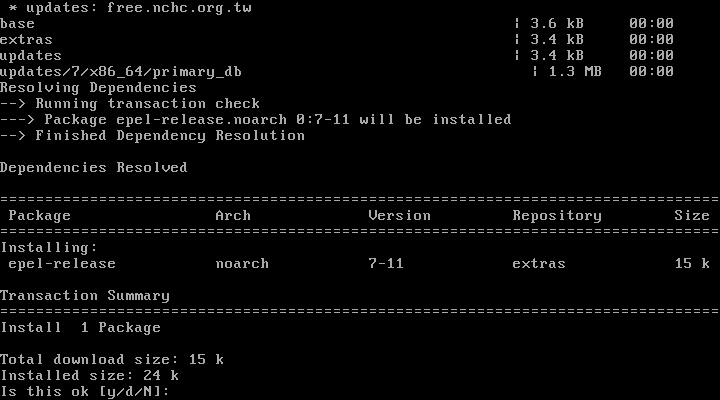 * updates: free.nchc.org.tw
base | 3.6 kB 00:00
extras | 3.4 kB 00:00
updates | 3.4 kB 00:00
updates/7/x86_64/primary_db | 1.3 MB 00:00
Resolving Dependencies
--> Running transaction check
---> Package epel-release.noarch 0:7-11 will be installed
--> Finished Dependency Resolution
Dependencies Resolved
================================================================================
Package Arch Version Repository Size
================================================================================
Installing:
epel-release noarch 7-11 extras 15 k
Transaction Summary
================================================================================
Install 1 Package
Total download size: 15 k
Installed size: 24 k
Is this ok [y/d/N]: